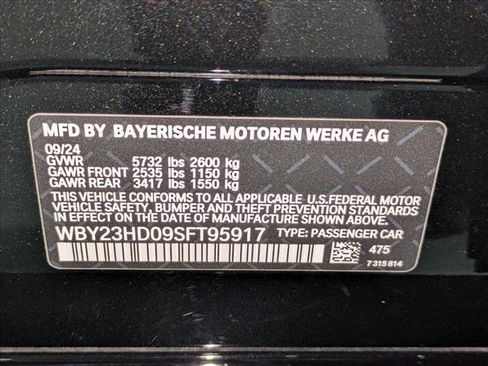 MFD BY BAYERISCHE MOTOREN WERKE AG
09/24
GVWR 5732 lbs 2600 kg
GAWR FRONT 2535 lbs 1150 kg
GAWR REAR 3417 lbs 1550 kg
THIS VEHICLE CONFORMS TO ALL APPLICABLE U.S.FEDERAL MOTOR
VEHICLE SAFETY, BUMPER AND THEFT PREVENTION STANDARDS
IN EFFECT ON THE DATE OF MANUFACTURE SHOWN ABOVE.
WBY23HD09SFT95917 TYPE: PASSENGER CAR
475
7 315 814